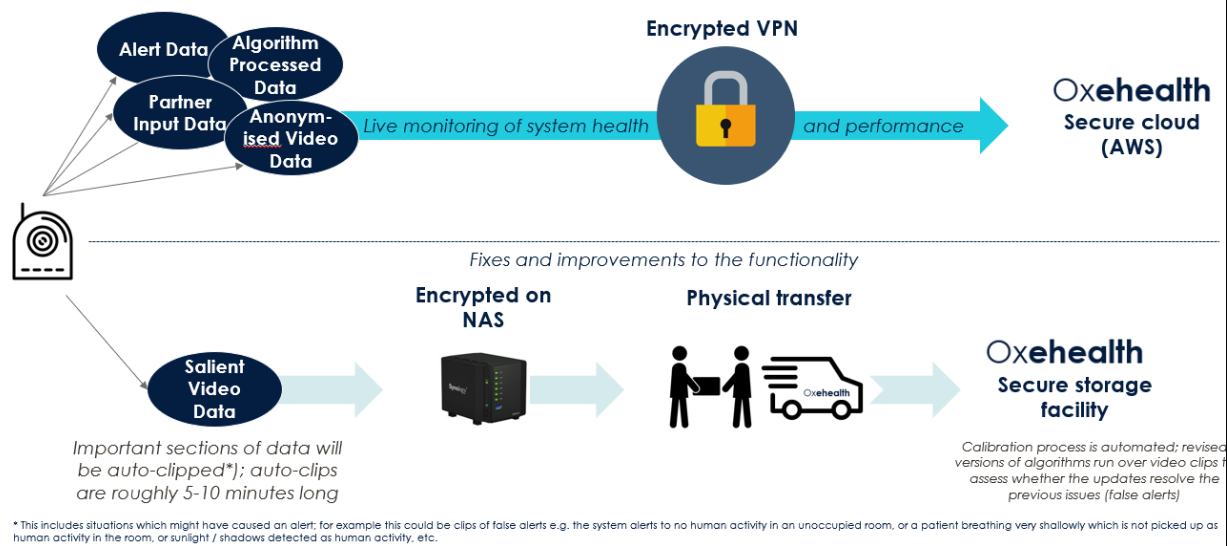 Alert Data
Algorithm
Processed
Data
Partner
Input Data
Anonym-
ised Video
Data
Live monitoring of system health
Encrypted VPN
and performance
Oxehealth
Secure cloud
(AWS)
Fixes and improvements to the functionality
Salient
Video
Data
Important sections of data will
be auto-clipped*); auto-clips
are roughly 5-10 minutes long
Encrypted on
NAS
Synology
Physical transfer
Oxehealth
Oxehealth
Secure storage
facility
Calibration process is automated; revised
versions of algorithms run over video clips t
assess whether the updates resolve the
previous issues (false alerts)
* This includes situations which might have caused an alert; for example this could be clips of false alerts e.g. the system alerts to no human activity in an unoccupied room, or a patient breathing very shallowly which is not picked up as
human activity in the room, or sunlight / shadows detected as human activity, etc.